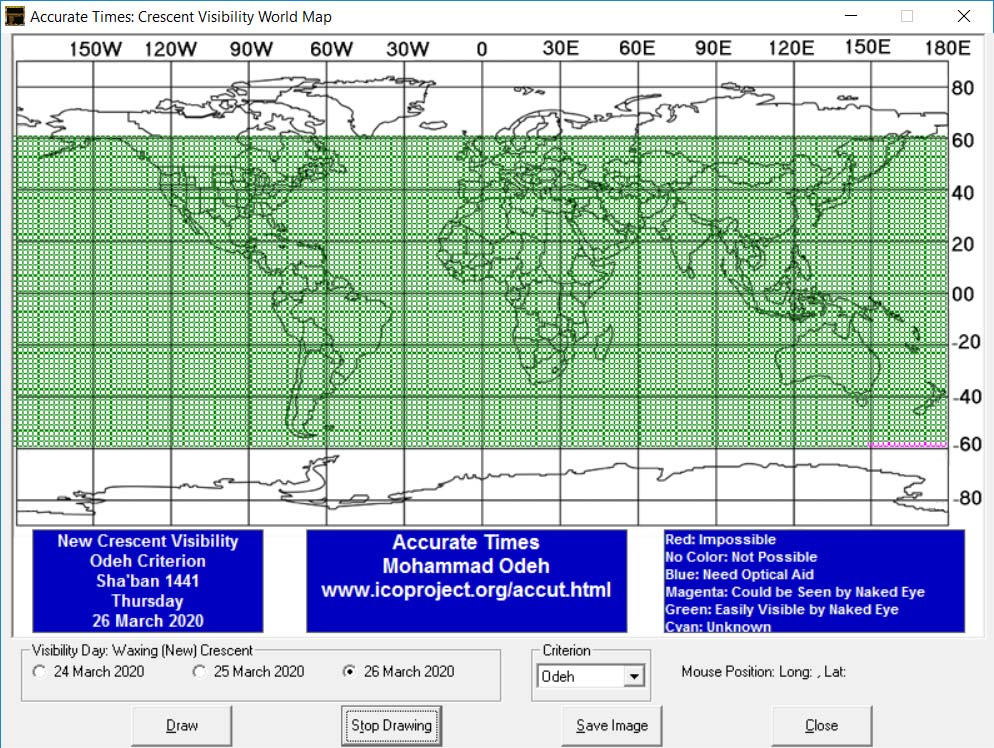 Accurate Times: Crescent Visibility World Map
150W 120W 90W 60W 30W 0 30E 60E 90E 120E 150E 180E
80
60
40
20
00
-20
-40
-60
-80
New Crescent Visibility
Odeh Criterion
Sha'ban 1441
Thursday
26 March 2020
Accurate Times
Mohammad Odeh
www.icoproject.org/accut.html
Red: Impossible
No Color: Not Possible
Blue: Need Optical Aid
Magenta: Could be Seen by Naked Eye
Green: Easily Visible by Naked Eye
Cyan: Unknown
Visibility Day: Waxing (New) Crescent
24 March 2020 25 March 2020 26 March 2020
Criterion
Odeh
Mouse Position: Long: , Lat:
Draw Stop Drawing Save Image Close